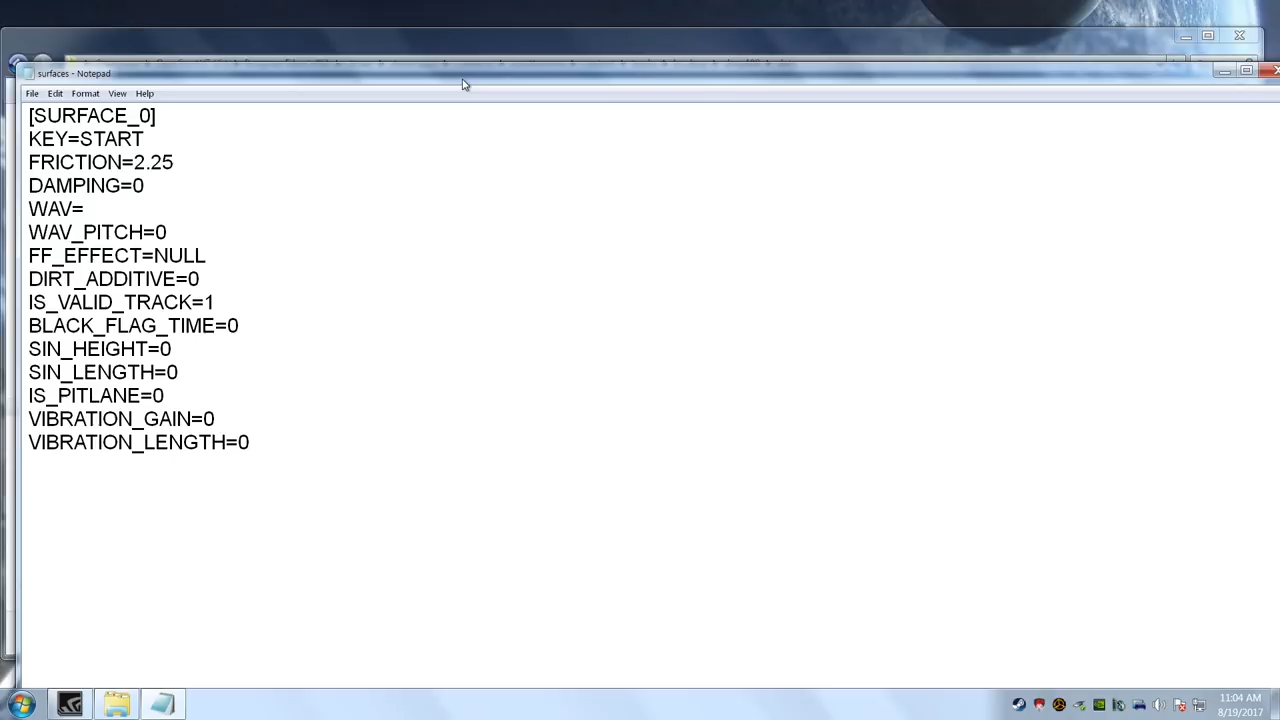 surfaces - Notepad
File Edit Format View Help
[SURFACE_0]
KEY=START
FRICTION=2.25
DAMPING=0
WAV=
WAV_PITCH=0
FF_EFFECT=NULL
DIRT_ADDITIVE=0
IS_VALID_TRACK=1
BLACK_FLAG_TIME=0
SIN_HEIGHT=0
SIN_LENGTH=0
IS_PITLANE=0
VIBRATION_GAIN=0
VIBRATION_LENGTH=0
11:04 AM
8/19/2017